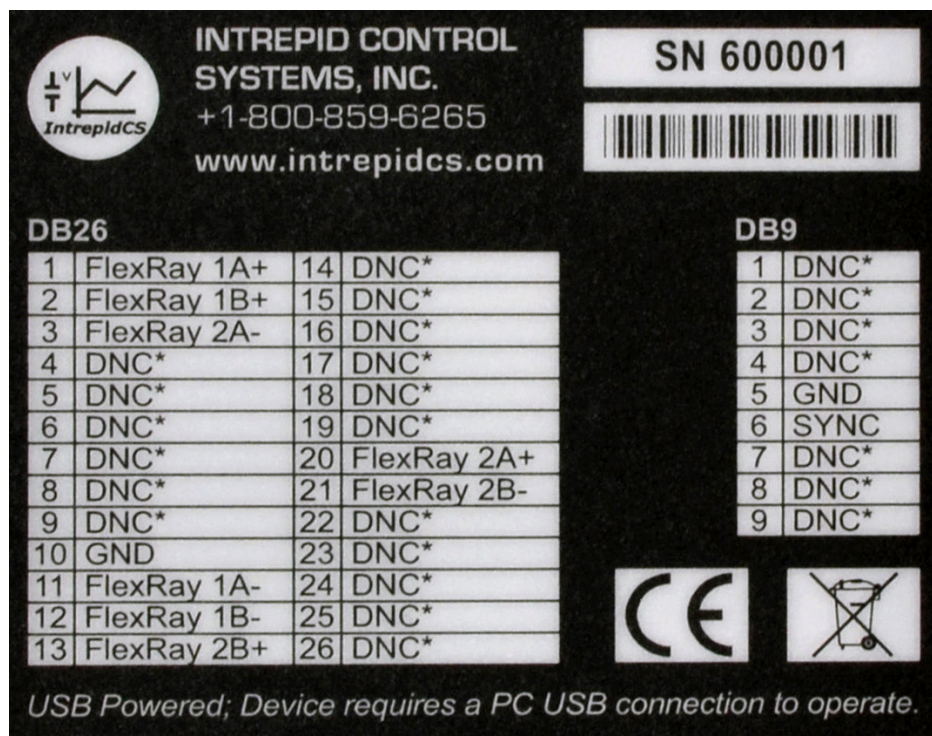 INTREPID CONTROL
SYSTEMS, INC.
+1-800-859-6265
www.intrepidcs.com
IntrepidCS
SN 600001
DB26
1 FlexRay 1A+ 14 DNC*
2 FlexRay 1B+ 15 DNC*
3 FlexRay 2A- 16 DNC*
4 DNC* 17 DNC*
5 DNC* 18 DNC*
6 DNC* 19 DNC*
7 DNC* 20 FlexRay 2A+
8 DNC* 21 FlexRay 2B-
9 DNC* 22 DNC*
10 GND 23 DNC*
11 FlexRay 1A- 24 DNC*
12 FlexRay 1B- 25 DNC*
13 FlexRay 2B+ 26 DNC*
DB9
1 DNC*
2 DNC*
3 DNC*
4 DNC*
5 GND
6 SYNC
7 DNC*
8 DNC*
9 DNC*
CE
USB Powered; Device requires a PC USB connection to operate.